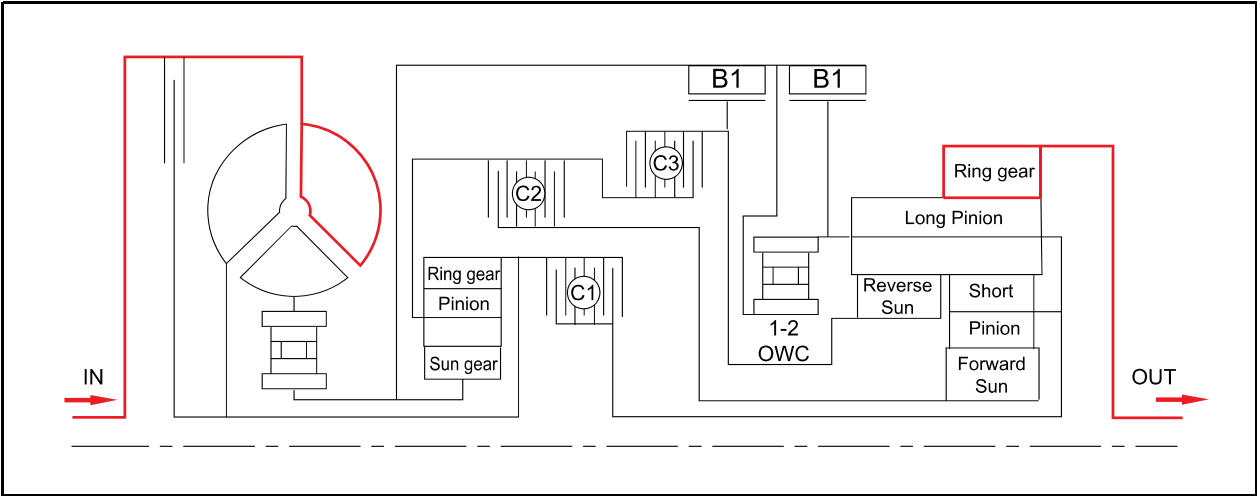 B1
B1
C3
C2
Ring gear
Long Pinion
Ring gear
Pinion
C1
Reverse
Sun
Short
1-2
OWC
Pinion
Sun gear
Forward
Sun
IN
OUT